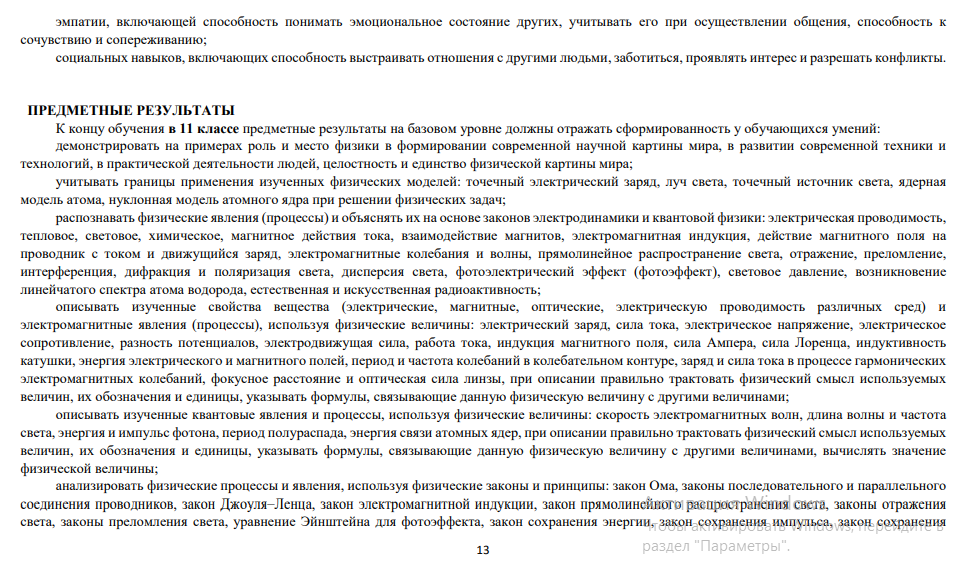 эмпатии, включающей способность понимать эмоциональное состояние других, учитывать его при осуществлении общения, способность к
сочувствию и сопереживанию;
социальных навыков, включающих способность выстраивать отношения с другими людьми, заботиться, проявлять интерес и разрешать конфликты.
ПРЕДМЕТНЫЕ РЕЗУЛЬТАТЫ
К концу обучения в 11 классе предметные результаты на базовом уровне должны отражать сформированность у обучающихся умений:
демонстрировать на примерах роль и место физики в формировании современной научной картины мира, в развитии современной техники и
технологий, в практической деятельности людей, целостность и единство физической картины мира;
учитывать границы применения изученных физических моделей: точечный электрический заряд, луч света, точечный источник света, ядерная
модель атома, нуклонная модель атомного ядра при решении физических задач;
распознавать физические явления (процессы) и объяснять их на основе законов электродинамики и квантовой физики: электрическая проводимость,
тепловое, световое, химическое, магнитное действия тока, взаимодействие магнитов, электромагнитная индукция, действие магнитного поля на
проводник с током и движущийся заряд, электромагнитные колебания и волны, прямолинейное распространение света, отражение, преломление,
интерференция, дифракция и поляризация света, дисперсия света, фотоэлектрический эффект (фотоэффект), световое давление, возникновение
линейчатого спектра атома водорода, естественная и искусственная радиоактивность;
описывать изученные свойства вещества (электрические, магнитные, оптические, электрическую проводимость различных сред) и
электромагнитные явления (процессы), используя физические величины: электрический заряд, сила тока, электрическое напряжение, электрическое
сопротивление, разность потенциалов, электродвижущая сила, работа тока, индукция магнитного поля, сила Ампера, сила Лоренца, индуктивность
катушки, энергия электрического и магнитного полей, период и частота колебаний в колебательном контуре, заряд и сила тока в процессе гармонических
электромагнитных колебаний, фокусное расстояние и оптическая сила линзы, при описании правильно трактовать физический смысл используемых
величин, их обозначения и единицы, указывать формулы, связывающие данную физическую величину с другими величинами;
описывать изученные квантовые явления и процессы, используя физические величины: скорость электромагнитных волн, длина волны и частота
света, энергия и импульс фотона, период полураспада, энергия связи атомных ядер, при описании правильно трактовать физический смысл используемых
величин, их обозначения и единицы, указывать формулы, связывающие данную физическую величину с другими величинами, вычислять значение
физической величины;
анализировать физические процессы и явления, используя физические законы и принципы: закон Ома, законы последовательного и параллельного
соединения проводников, закон Джоуля–Ленца, закон электромагнитной индукции, закон прямолинейного распространения света, законы отражения
света, законы преломления света, уравнение Эйнштейна для фотоэффекта, закон сохранения энергии, закон сохранения импульса, закон сохранения
Активация Windows
Чтобы активировать Windows, перейдите в
раздел "Параметры".
13